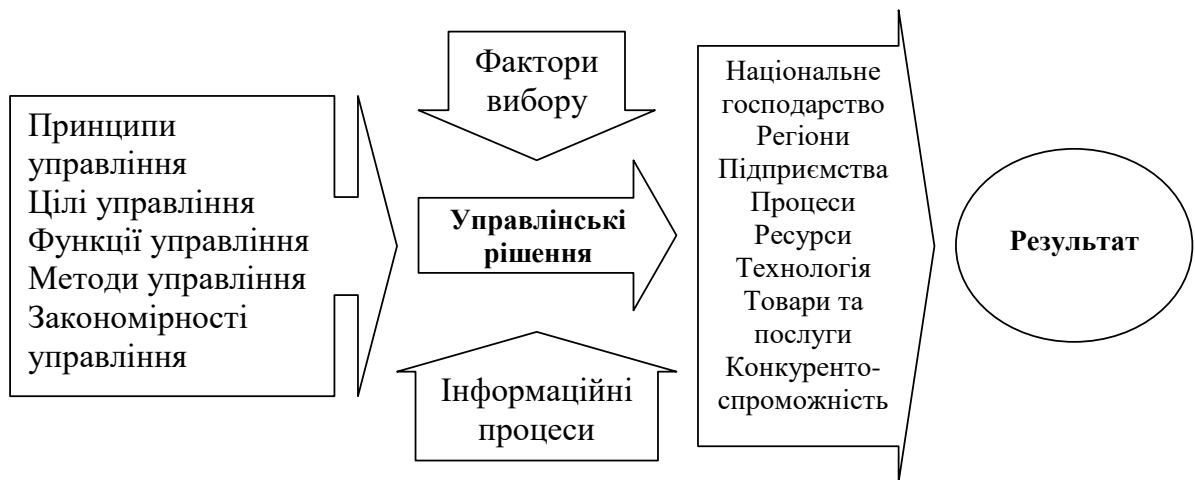 Принципи
управління
Цілі управління
Функції управління
Методи управління
Закономірності
управління
Фактори
вибору
Управлінські
рішення
Інформаційні
процеси
Національне
господарство
Регіони
Підприємства
Процеси
Ресурси
Технологія
Товари та
послуги
Конкуренто-
спроможність
Результат